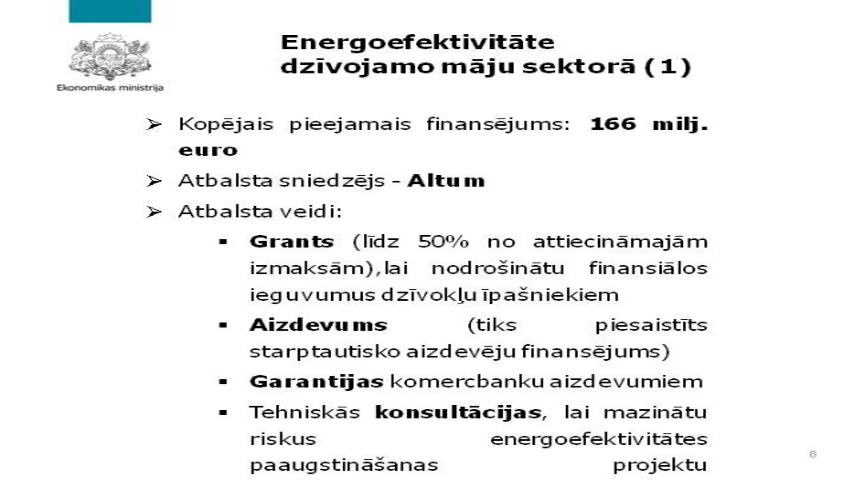 Ekonomikas ministrija
Energoefektivitāte
dzīvojamo māju sektorā (1)
➢ Kopējais pieejamais finansējums: 166 milj.
euro
➢ Atbalsta sniedzējs - Altum
➢ Atbalsta veidi:
▪ Grants (līdz 50% no attiecināmajām
izmaksām),lai nodrošinātu finansiālos
ieguvumus dzīvokļu īpašniekiem
▪ Aizdevums (tiks piesaistīts
starptautisko aizdevēju finansējums)
▪ Garantijas komercbanku aizdevumiem
▪ Tehniskās konsultācijas, lai mazinātu
riskus energoefektivitātes
paaugstināšanas projektu
8